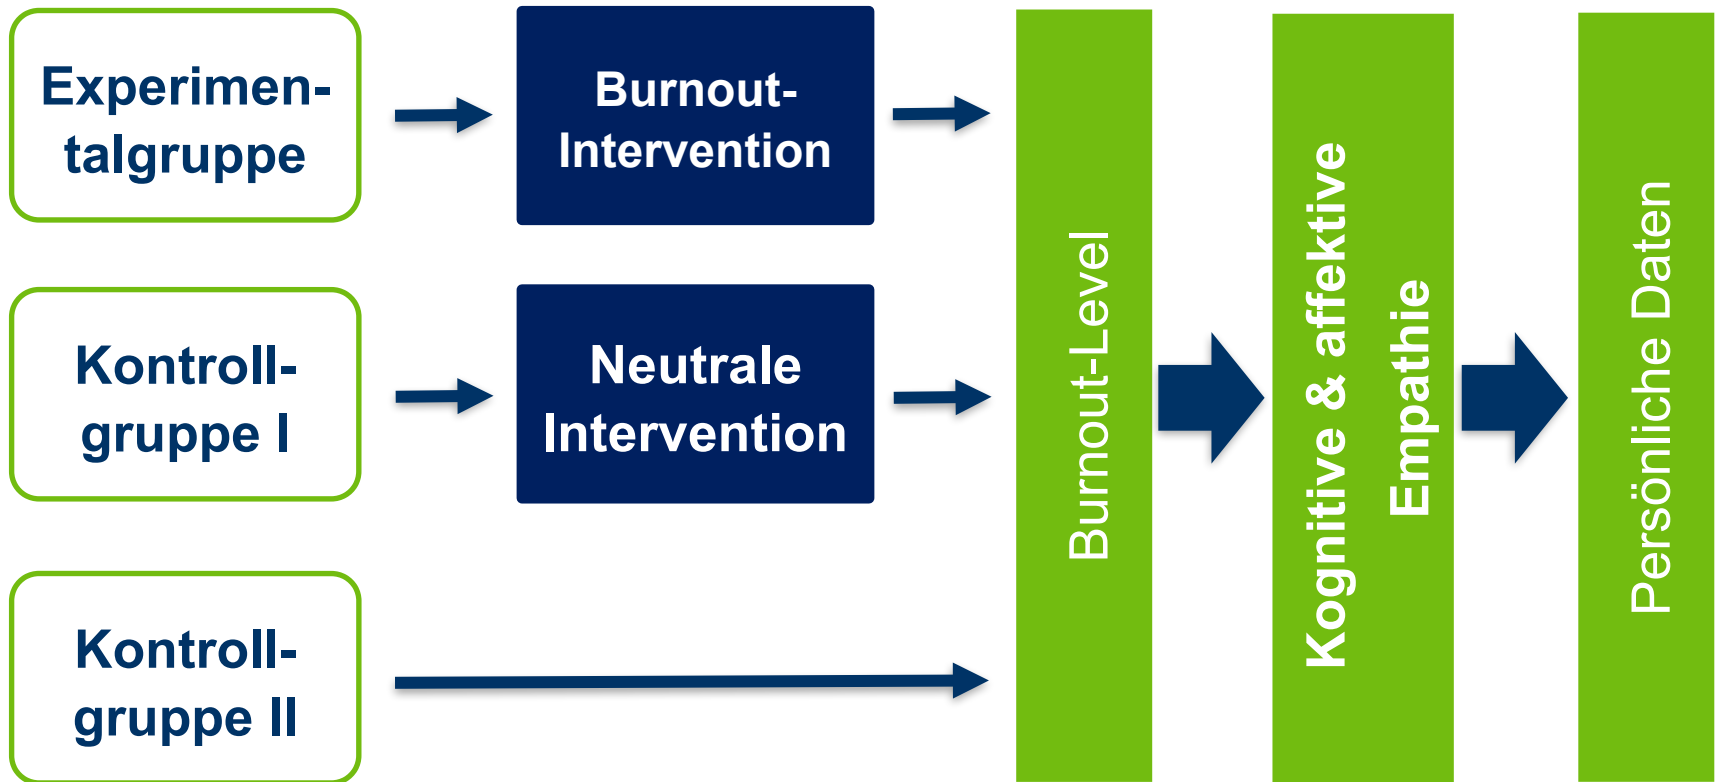 Experimen-
talgruppe
Burnout-
Intervention
Kontroll-
gruppe I
Neutrale
Intervention
Kontroll-
gruppe II
Burnout-Level
Kognitive & affektive
Empathie
Persönliche Daten